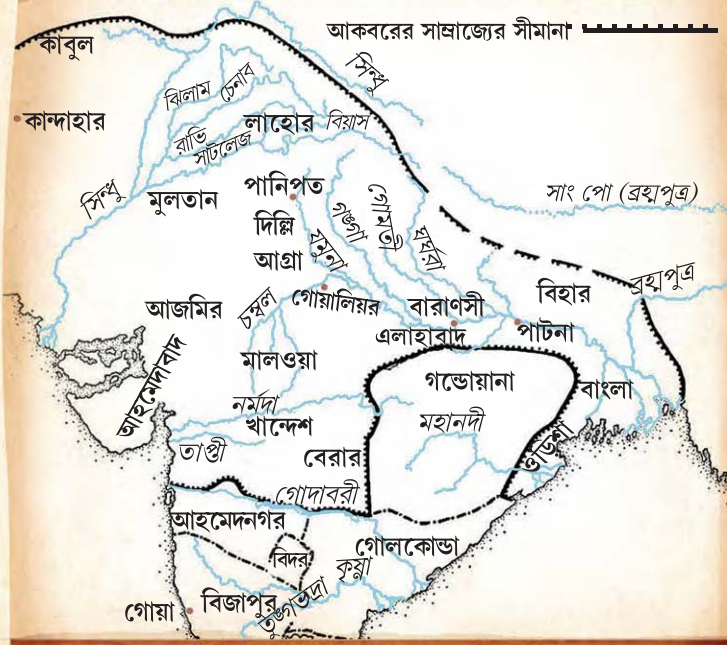 আকবরের সাম্রাজ্যের সীমানা
কাবুল
সিন্ধু
ঝিলাম
চেনাব
কান্দাহার
লাহোর
বিয়াস
রাভি
সাটলেজ
সিন্ধু
মুলতান
পানিপত
সাং পো (ব্রহ্মপুত্র)
দিল্লি
যমুনা
গঙ্গা
গোমতী
ঘর্ঘরা
আগ্রা
ব্রহ্মপুত্র
আজমির
চম্বল
গোয়ালিয়র
বারাণসী
বিহার
এলাহাবাদ
পাটনা
আহমেদাবাদ
মালওয়া
গন্ডোয়ানা
বাংলা
নর্মদা
খান্দেশ
মহানদী
তাপ্তী
বেরার
ওড়িশা
গোদাবরী
আহমেদনগর
বিদর
গোলকোন্ডা
কৃষ্ণা
গোয়া
বিজাপুর
তুঙ্গভদ্রা